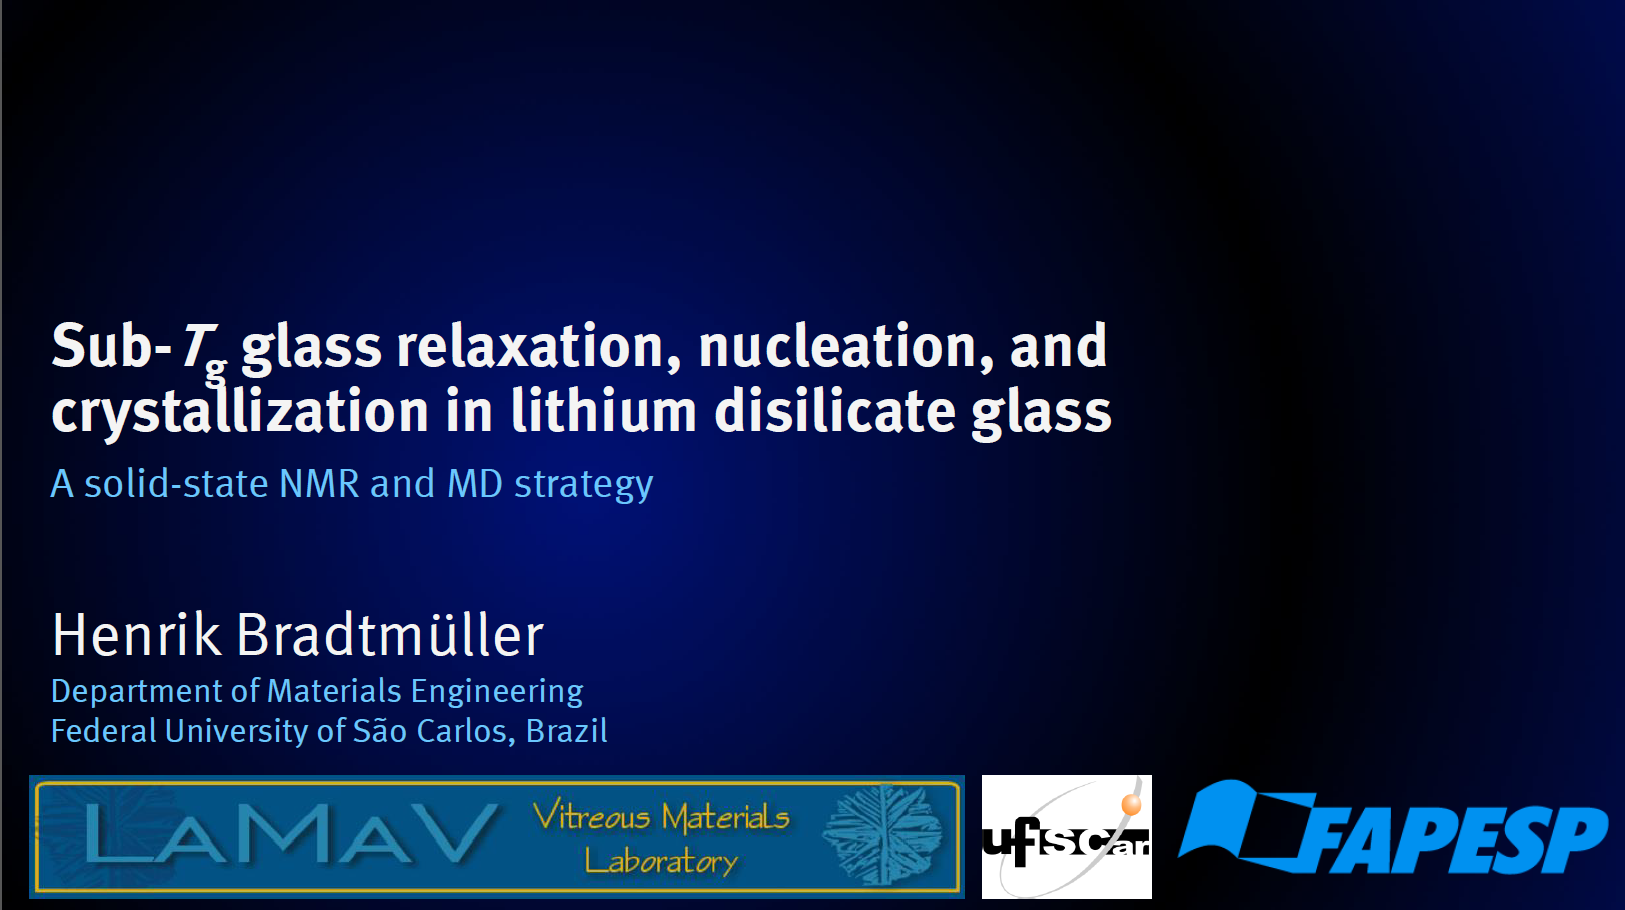 Sub-Tg glass relaxation, nucleation, and
crystallization in lithium disilicate glass
A solid-state NMR and MD strategy
Henrik Bradtmüller
Department of Materials Engineering
Federal University of São Carlos, Brazil
LAMAV
Vitreous Materials
Laboratory
ufscar
FAPESP